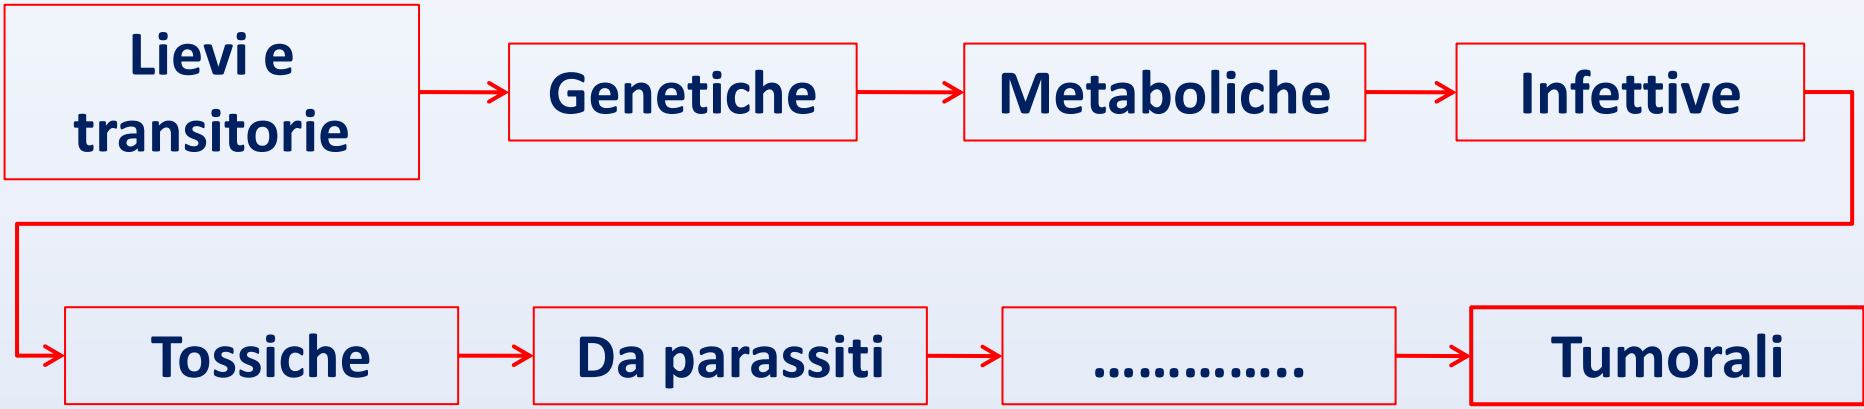 Lievi e
transitorie
Genetiche
Metaboliche
Infettive
Tossiche
Da parassiti
…………..
Tumorali